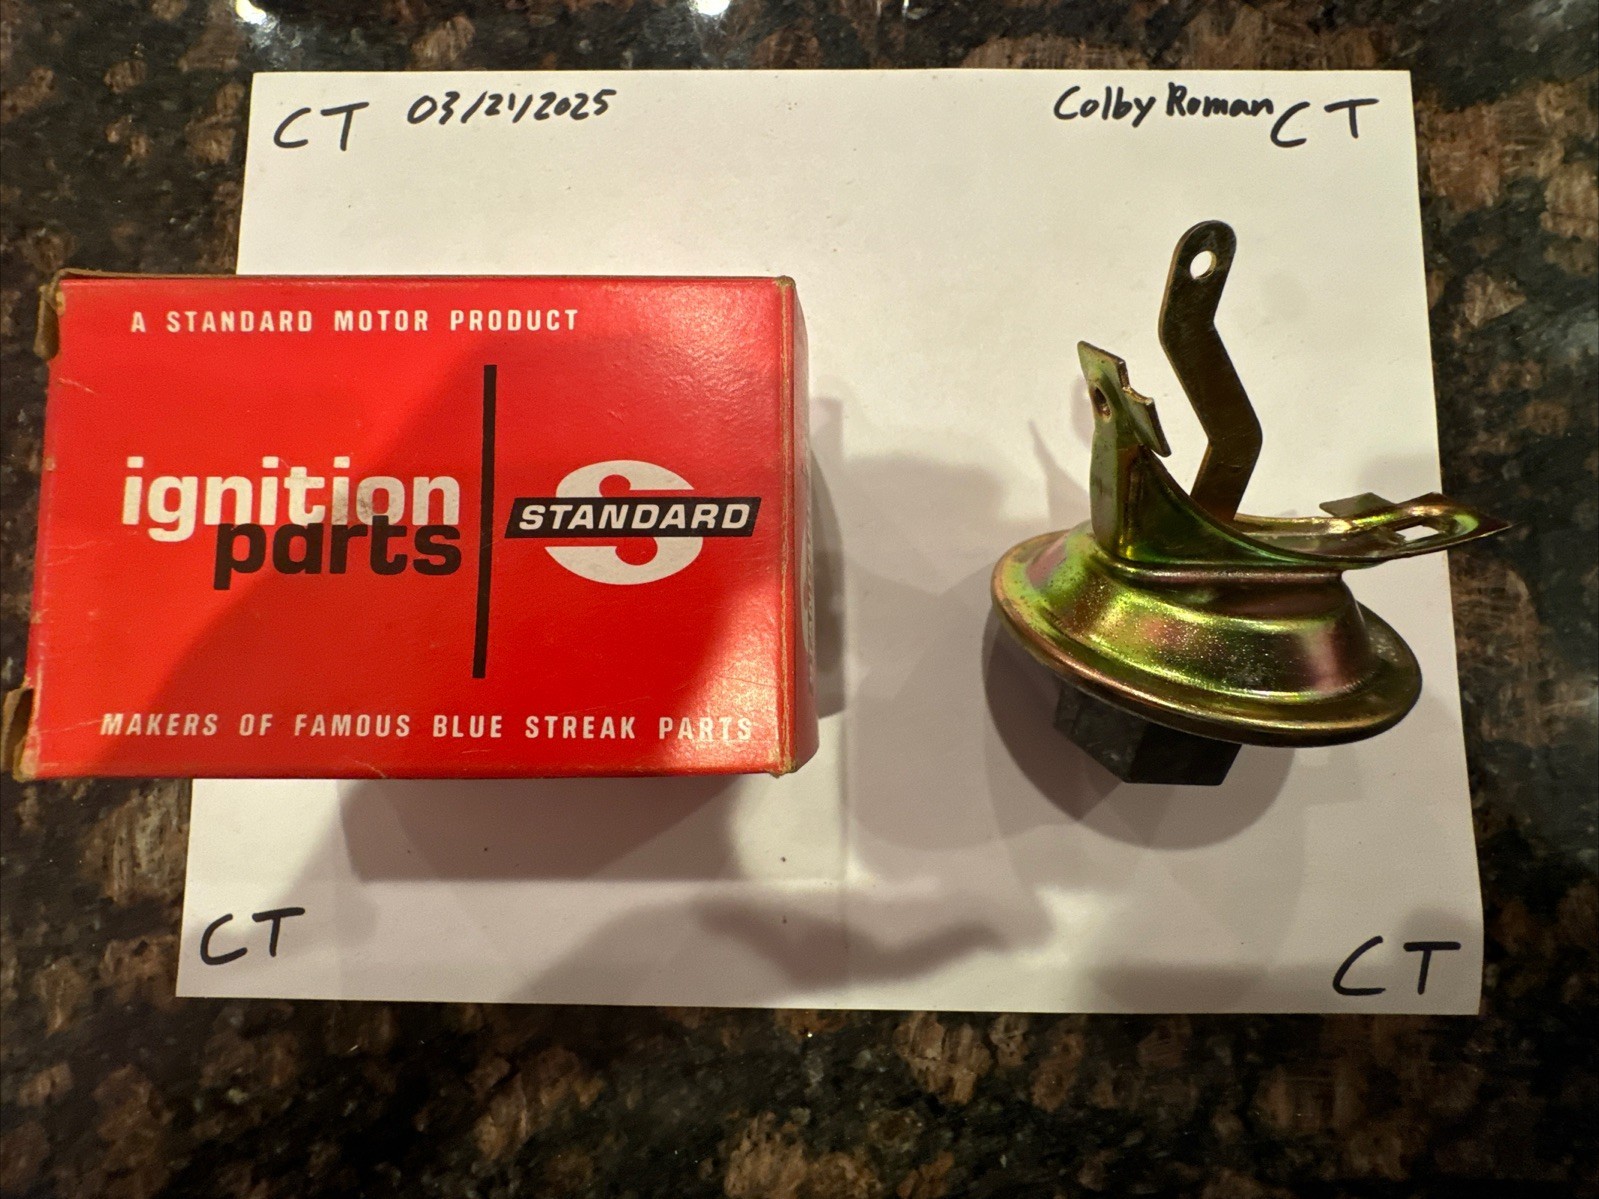 CT 03/21/2025 Colby Roman CT
A STANDARD MOTOR PRODUCT
ignition
parts
STANDARD
MAKERS OF FAMOUS BLUE STREAK PARTS
CT CT